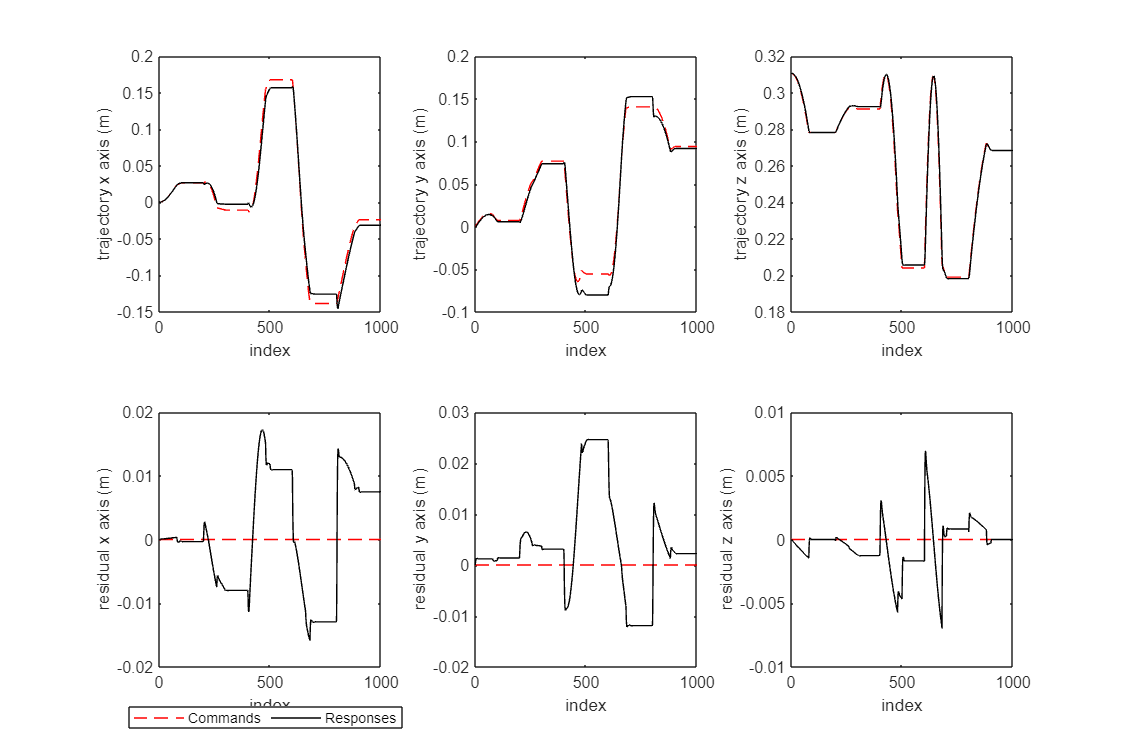 trajectory x axis (m)
0.2
0.15
0.1
0.05
0
-0.05
-0.1
-0.15
0 500 1000
index
trajectory y axis (m)
0.2
0.15
0.1
0.05
0
-0.05
-0.1
0 500 1000
index
trajectory z axis (m)
0.32
0.3
0.28
0.26
0.24
0.22
0.2
0.18
0 500 1000
index
residual x axis (m)
0.02
0.01
0
-0.01
-0.02
0 500 1000
index
residual y axis (m)
0.03
0.02
0.01
0
-0.01
-0.02
0 500 1000
index
residual z axis (m)
0.01
0.005
0
-0.005
-0.01
0 500 1000
index
Commands Responses